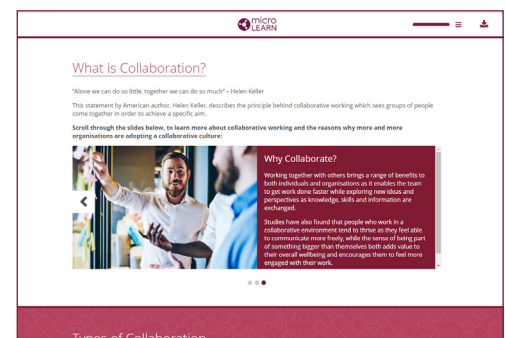 micro
LEARN
What is Collaboration?
"Alone we can do so little, together we can do so much" – Helen Keller
This statement by American author, Helen Keller, describes the principle behind collaborative working which sees groups of people
come together in order to achieve a specific aim.
Scroll through the slides below, to learn more about collaborative working and the reasons why more and more
organisations are adopting a collaborative culture:
Why Collaborate?
Working together with others brings a range of benefits to
both individuals and organisations as it enables the team
to get work done faster while exploring new ideas and
perspectives as knowledge, skills and information are
exchanged.
Studies have also found that people who work in a
collaborative environment tend to thrive as they feel able
to communicate more freely, while the sense of being part
of something bigger than themselves both adds value to
their overall wellbeing and encourages them to feel more
engaged with their work.
Types of Collaboration